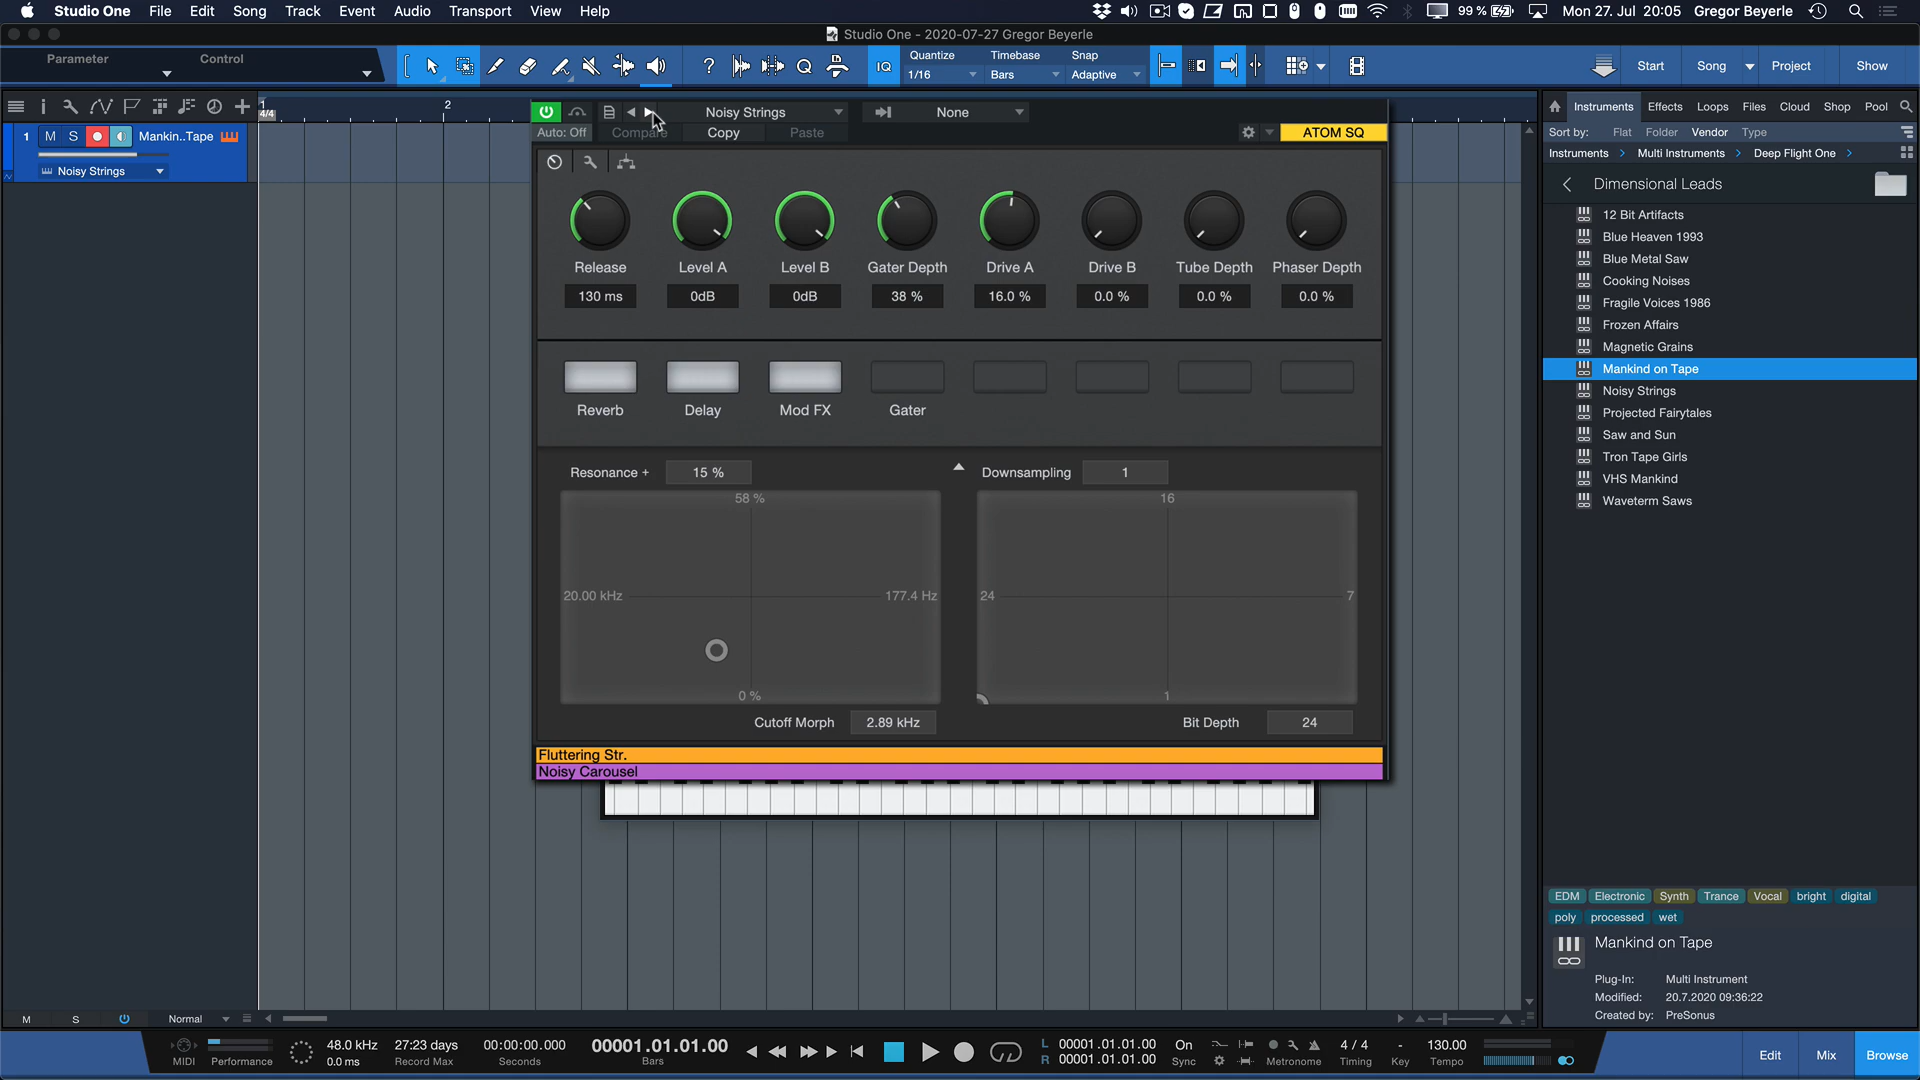 Studio One File Edit Song Track Event Audio Transport View Help
99 % Mon 27. Jul 20:05 Gregor Beyerle
Studio One - 2020-07-27 Gregor Beyerle
Parameter Control
IQ Quantize 1/16 Timebase Bars Snap Adaptive
Start Song Project Show
1 2
4/4
1 M S Mankin..Tape
Noisy Strings
Noisy Strings None
Auto: Off Compare Copy Paste ATOM SQ
Release Level A Level B Gater Depth Drive A Drive B Tube Depth Phaser Depth
130 ms 0dB 0dB 38 % 16.0 % 0.0 % 0.0 % 0.0 %
Reverb Delay Mod FX Gater
Resonance + 15 % Downsampling 1
58 % 16
20.00 kHz 177.4 Hz 24 7
0 % 1
Cutoff Morph 2.89 kHz Bit Depth 24
Fluttering Str.
Noisy Carousel
Instruments Effects Loops Files Cloud Shop Pool
Sort by: Flat Folder Vendor Type
Instruments Multi Instruments Deep Flight One
Dimensional Leads
12 Bit Artifacts
Blue Heaven 1993
Blue Metal Saw
Cooking Noises
Fragile Voices 1986
Frozen Affairs
Magnetic Grains
Mankind on Tape
Noisy Strings
Projected Fairytales
Saw and Sun
Tron Tape Girls
VHS Mankind
Waveterm Saws
EDM Electronic Synth Trance Vocal bright digital
poly processed wet
Mankind on Tape
Plug-In: Multi Instrument
Modified: 20.7.2020 09:36:22
Created by: PreSonus
M S Normal
MIDI Performance 48.0 kHz 0.0 ms 27:23 days Record Max 00:00:00.000 Seconds 00001.01.01.00 Bars
L 00001.01.01.00 R 00001.01.01.00 On Sync Metronome 4 / 4 Timing - Key 130.00 Tempo
Edit Mix Browse